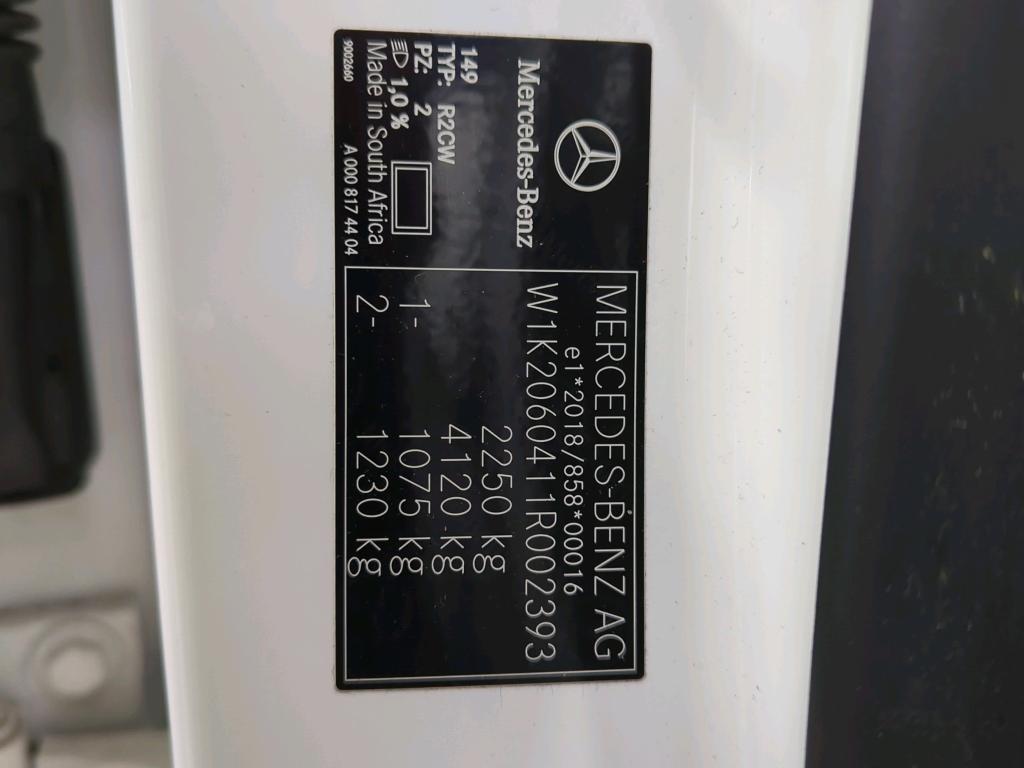 Mercedes-Benz
149
TYP: R2CW
PZ: 2
1,0 %
Made in South Africa
9002660
A 000 817 44 04
MERCEDES-BENZ AG
e1*2018/858*00016
W1K2060411R002393
2250 kg
4120 kg
1- 1075 kg
2- 1230 kg